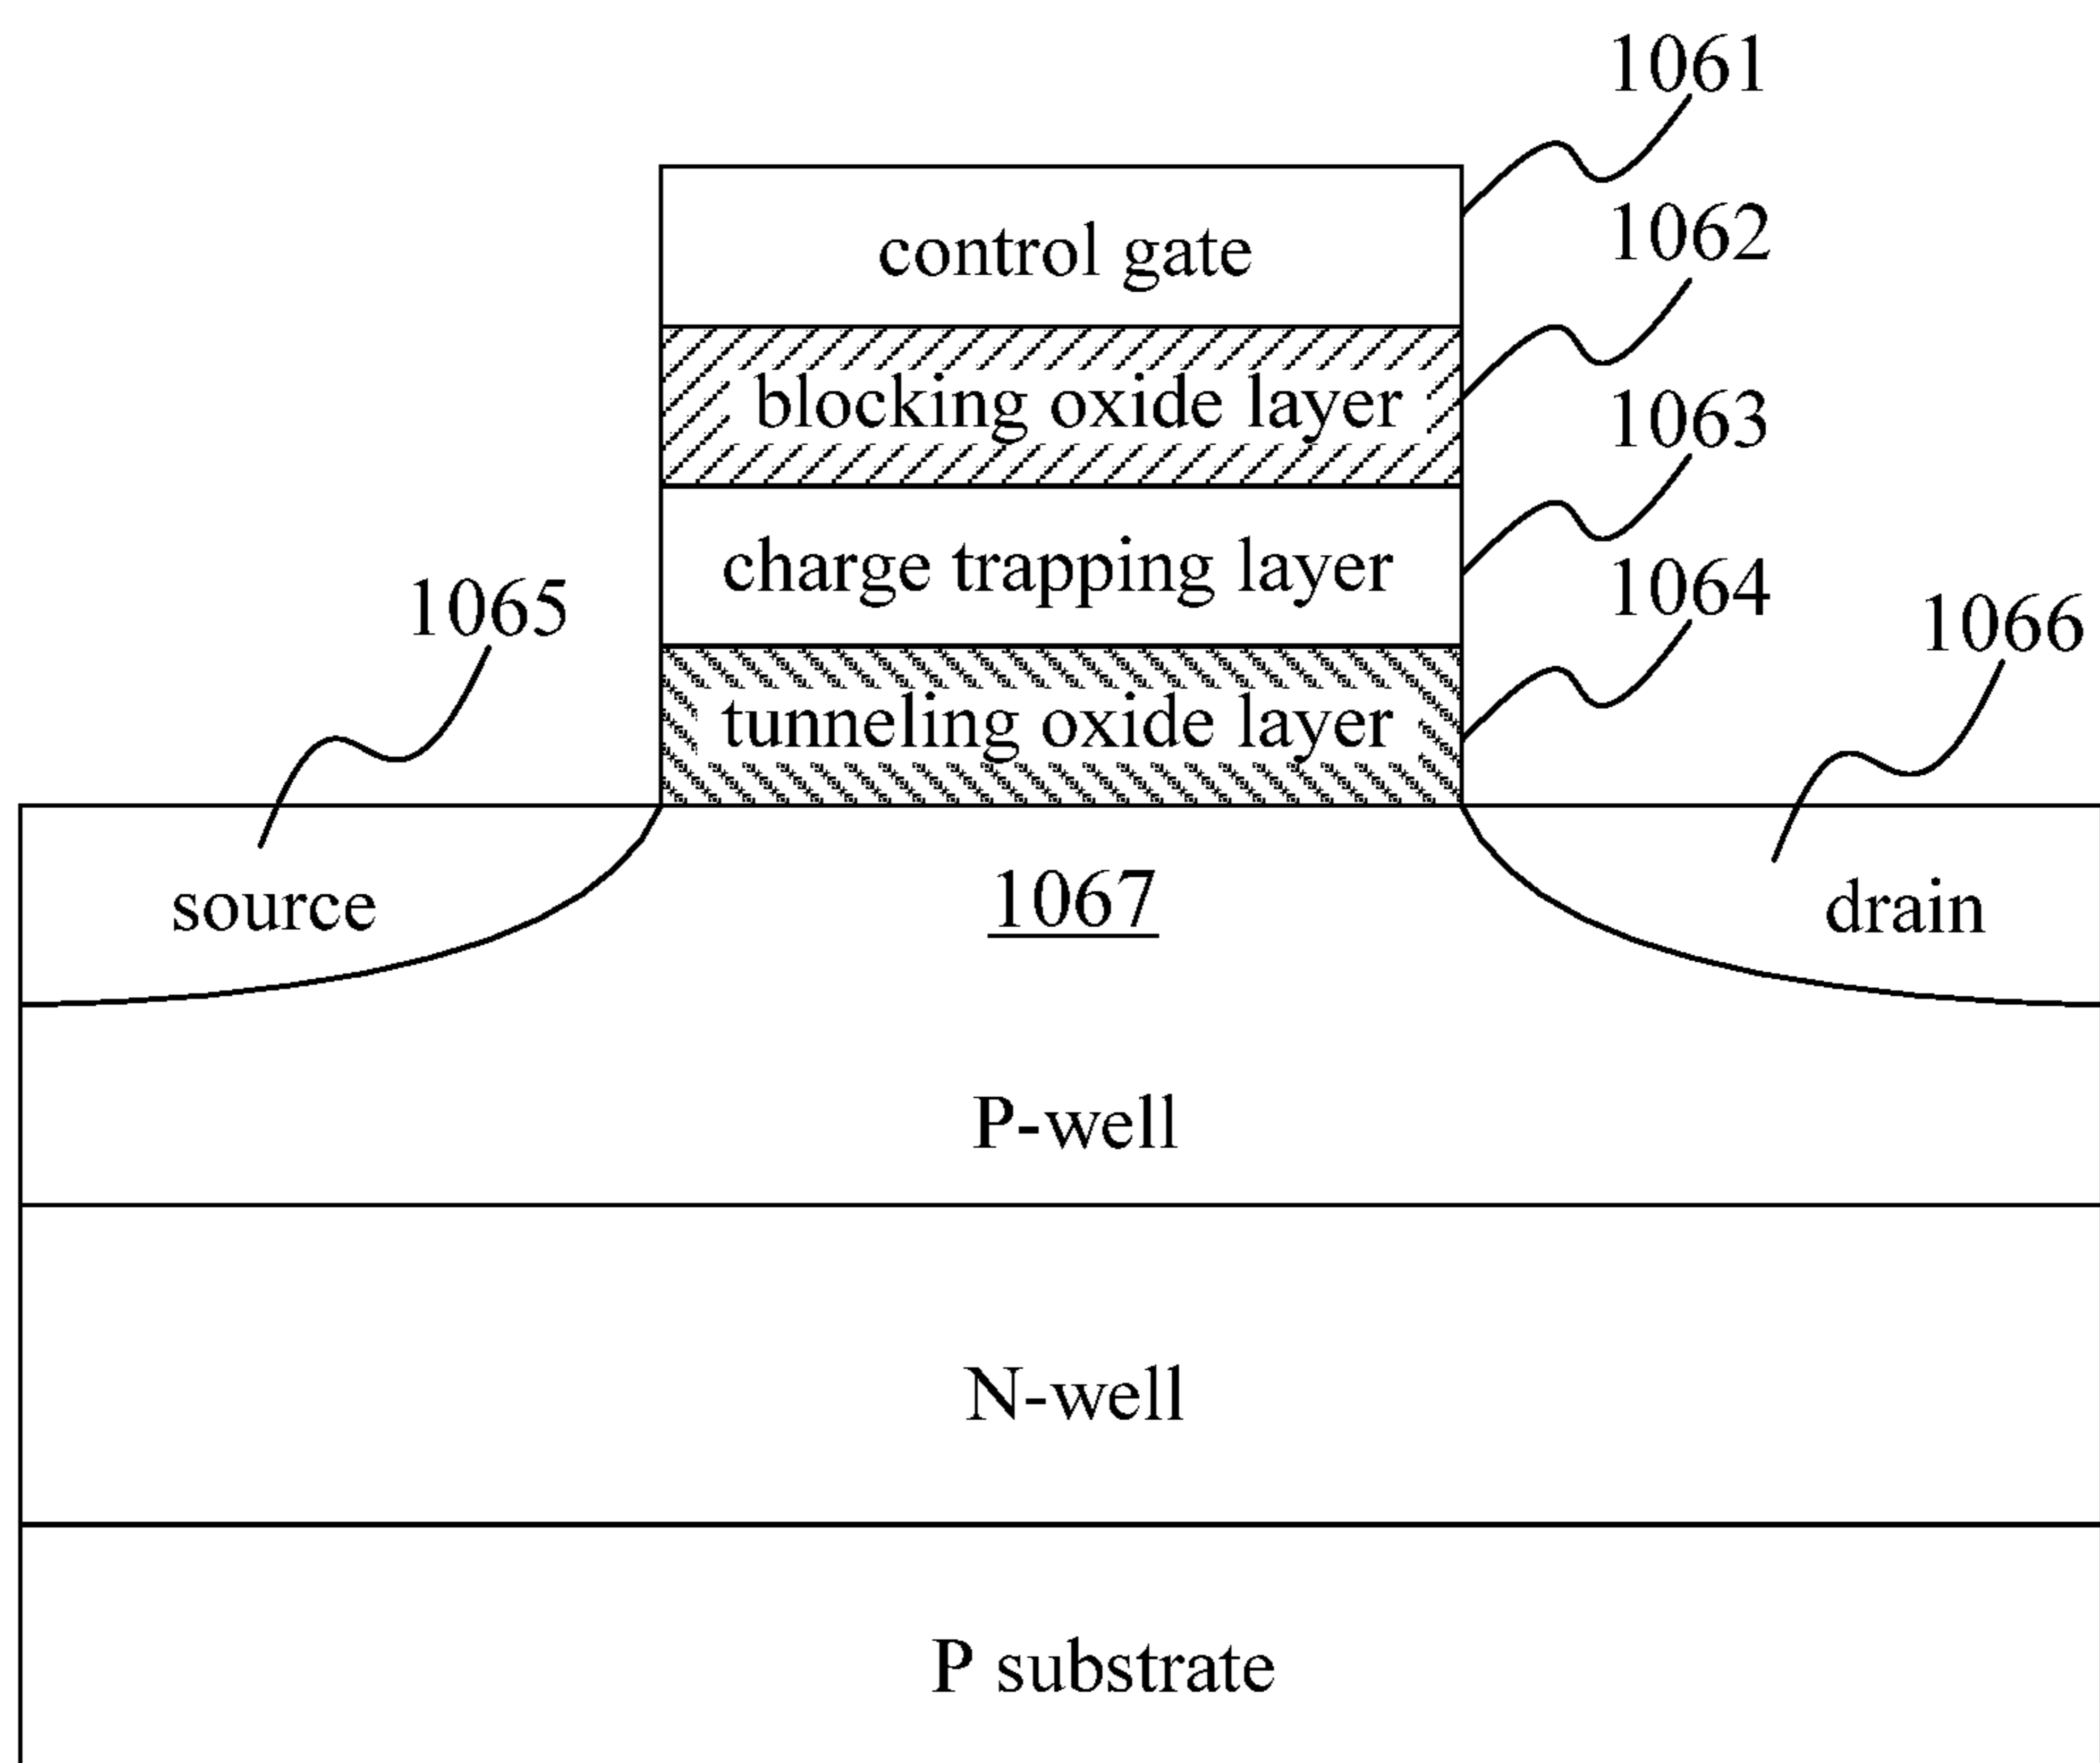 1061
control gate
1062
blocking oxide layer
1063
charge trapping layer
1064
1065
1066
tunneling oxide layer
1067
source
drain
P-well
N-well
P substrate